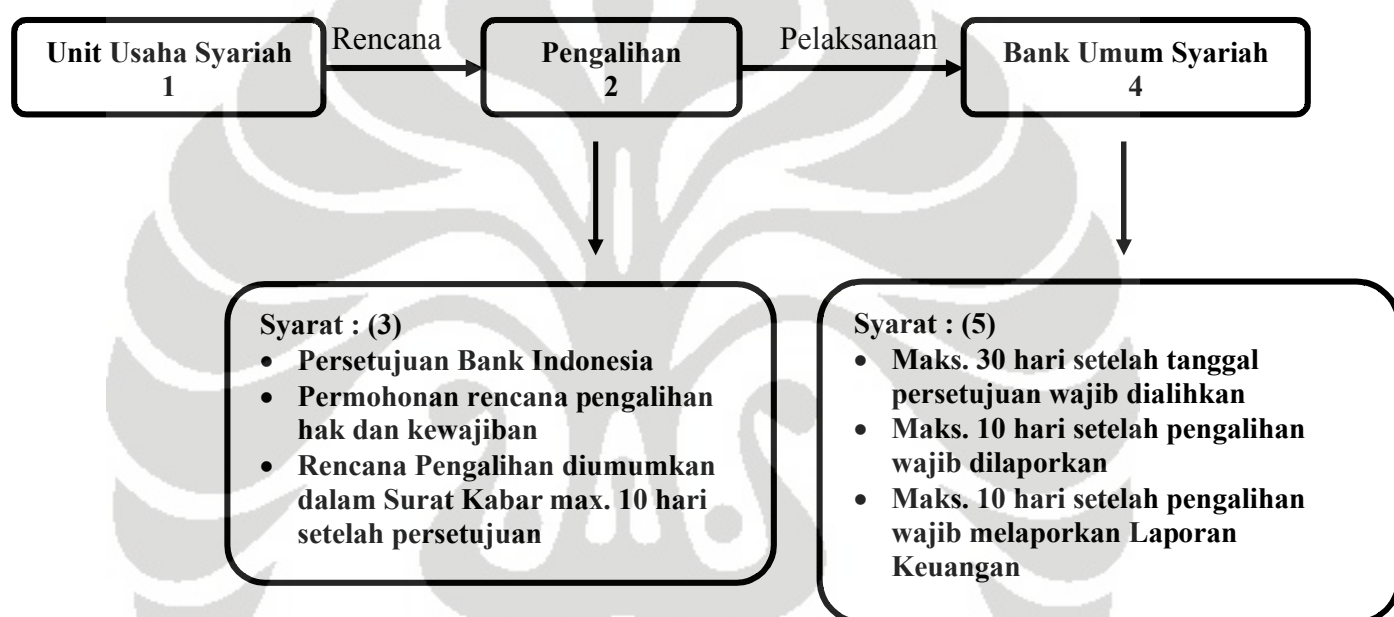 Unit Usaha Syariah
1
Rencana
Pengalihan
2
Pelaksanaan
Bank Umum Syariah
4
Syarat : (3)
• Persetujuan Bank Indonesia
• Permohonan rencana pengalihan
hak dan kewajiban
• Rencana Pengalihan diumumkan
dalam Surat Kabar max. 10 hari
setelah persetujuan
Syarat : (5)
• Maks. 30 hari setelah tanggal
persetujuan wajib dialihkan
• Maks. 10 hari setelah pengalihan
wajib dilaporkan
• Maks. 10 hari setelah pengalihan
wajib melaporkan Laporan
Keuangan